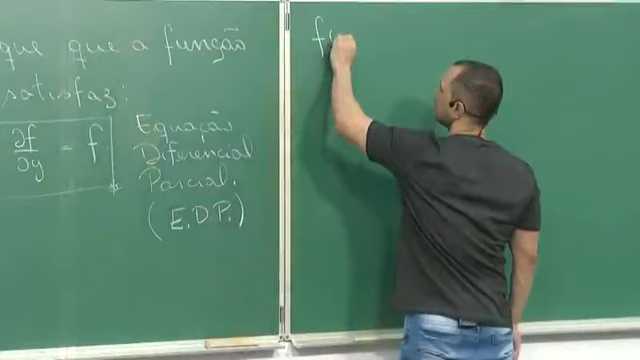 que que a função
satisfaz:
∂f/∂y = f
Equação
Diferencial
Parcial.
(E.D.P.)
f(